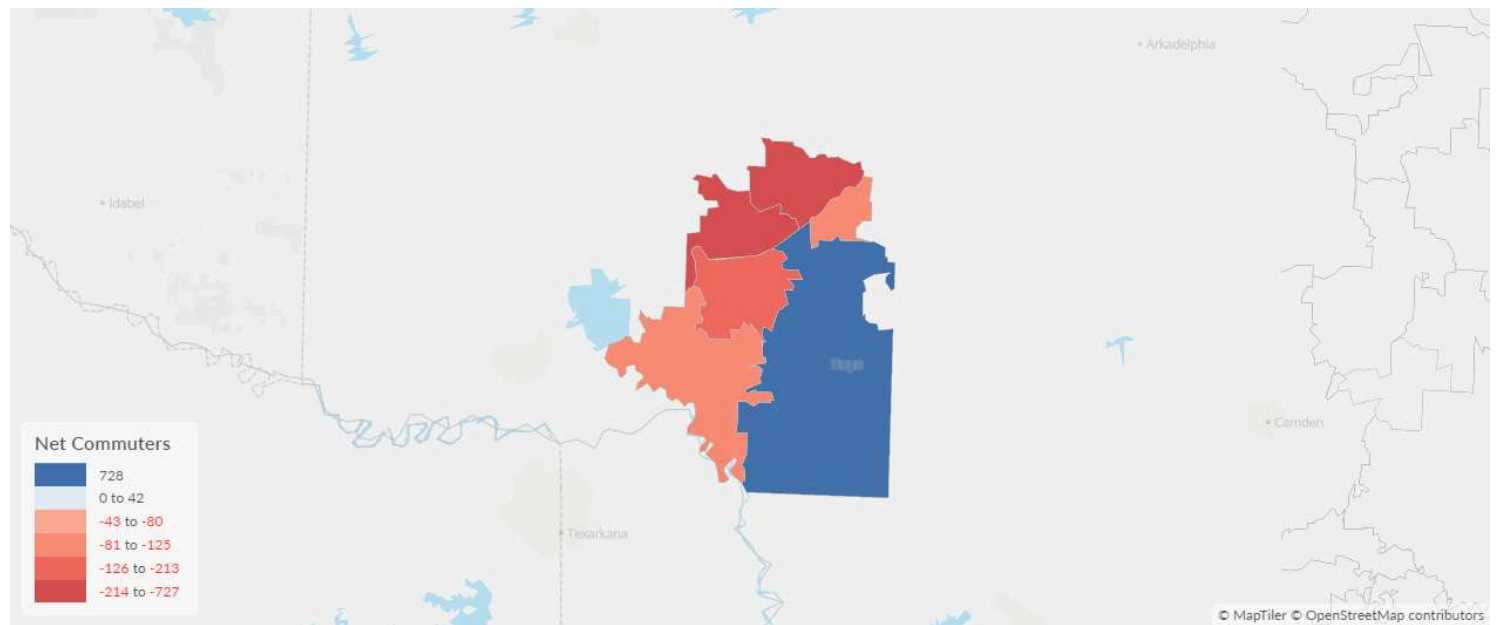 Arkadelphia
Idabel
Hope
Camden
Texarkana
Net Commuters
728
0 to 42
-43 to -80
-81 to -125
-126 to -213
-214 to -727
© MapTiler © OpenStreetMap contributors